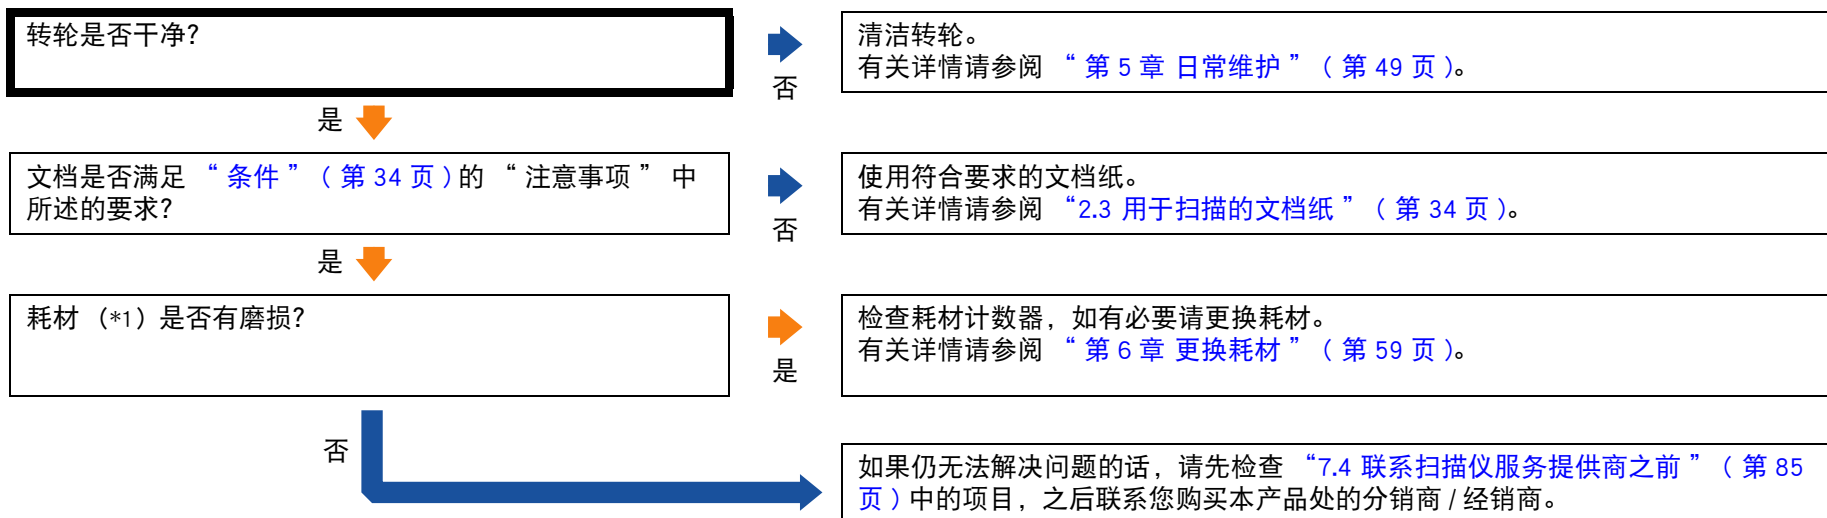 转轮是否干净?
清洁转轮。
有关详情请参阅 “ 第 5 章 日常维护 ” ( 第 49 页 )。
否
是
文档是否满足 “ 条件 ” ( 第 34 页 ) 的 “ 注意事项 ” 中
所述的要求?
使用符合要求的文档纸。
有关详情请参阅 “2.3 用于扫描的文档纸 ” ( 第 34 页 )。
否
是
耗材 (*1) 是否有磨损?
检查耗材计数器，如有必要请更换耗材。
有关详情请参阅 “ 第 6 章 更换耗材 ” ( 第 59 页 )。
是
否
如果仍无法解决问题的话，请先检查 “7.4 联系扫描仪服务提供商之前 ” ( 第 85
页 ) 中的项目，之后联系您购买本产品处的分销商 / 经销商。